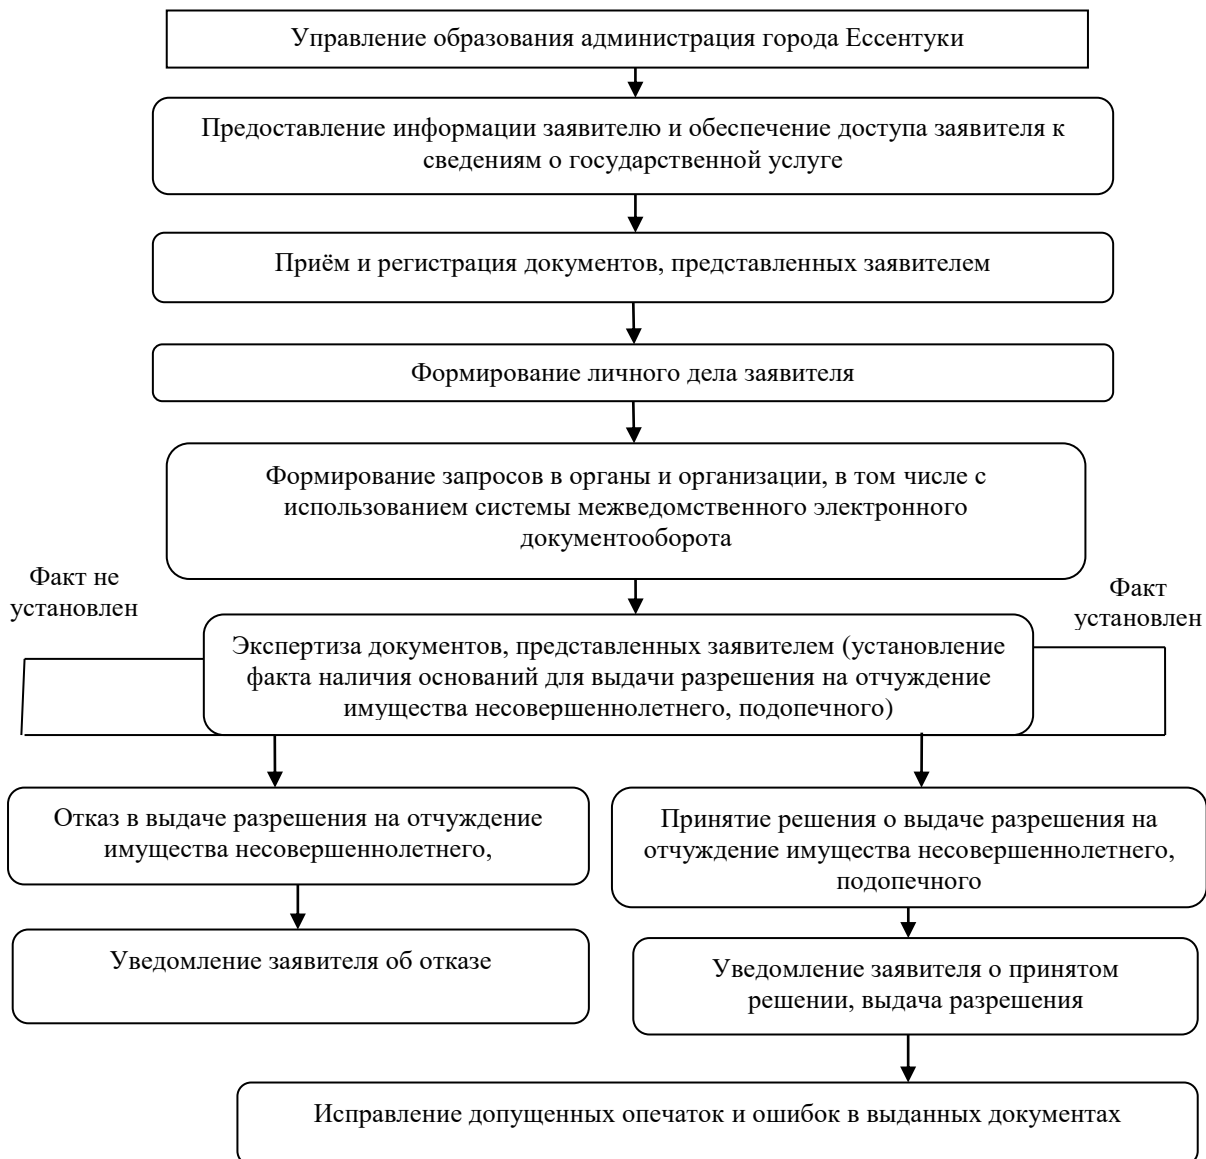 Управление образования администрация города Ессентуки
Предоставление информации заявителю и обеспечение доступа заявителя к
сведениям о государственной услуге
Приём и регистрация документов, представленных заявителем
Формирование личного дела заявителя
Формирование запросов в органы и организации, в том числе с
использованием системы межведомственного электронного
документооборота
Факт не
установлен
Факт
установлен
Экспертиза документов, представленных заявителем (установление
факта наличия оснований для выдачи разрешения на отчуждение
имущества несовершеннолетнего, подопечного)
Отказ в выдаче разрешения на отчуждение
имущества несовершеннолетнего,
Принятие решения о выдаче разрешения на
отчуждение имущества несовершеннолетнего,
подопечного
Уведомление заявителя об отказе
Уведомление заявителя о принятом
решении, выдача разрешения
Исправление допущенных опечаток и ошибок в выданных документах